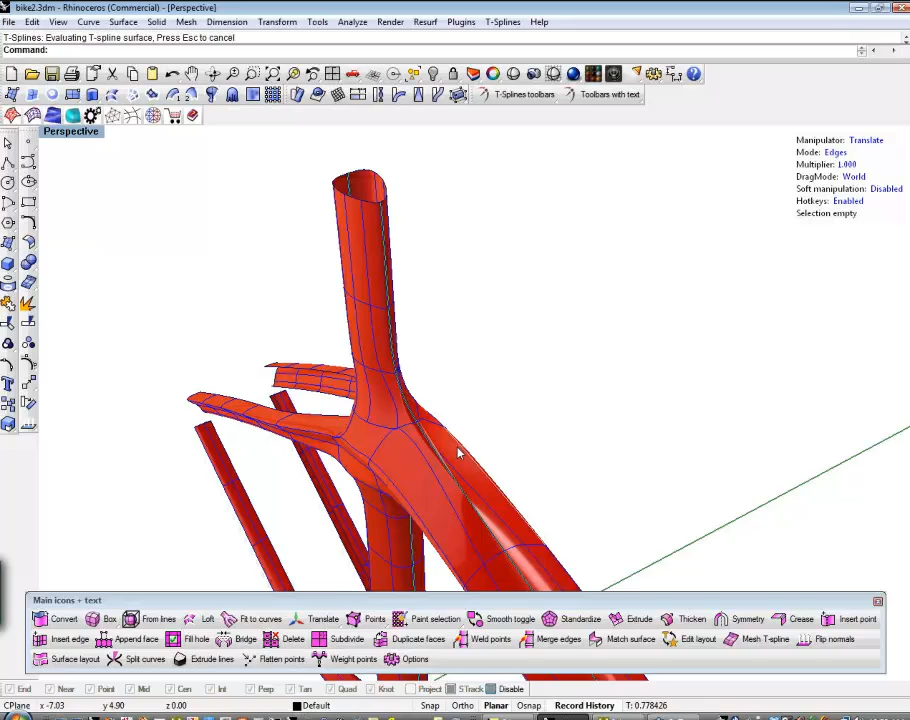 bike2.3dm - Rhinoceros (Commercial) - [Perspective]
File Edit View Curve Surface Solid Mesh Dimension Transform Tools Analyze Render Resurf Plugins T-Splines Help
T-Splines: Evaluating T-spline surface, Press Esc to cancel
Command:
T-Splines toolbars Toolbars with text
Perspective
Manipulator: Translate
Mode: Edges
Multiplier: 1.000
DragMode: World
Soft manipulation: Disabled
Hotkeys: Enabled
Selection empty
Main icons + text
Convert Box From lines Loft Fit to curves Translate Points Paint selection Smooth toggle Standardize Extrude Thicken Symmetry Crease Insert point
Insert edge Append face Fill hole Bridge Delete Subdivide Duplicate faces Weld points Merge edges Match surface Edit layout Mesh T-spline Flip normals
Surface layout Split curves Extrude lines Flatten points Weight points Options
End Near Point Mid Cen Int Perp Tan Quad Knot Project STrack Disable
CPlane x -7.03 y 4.90 z 0.00 Default Snap Ortho Planar Osnap Record History T: 0.778426